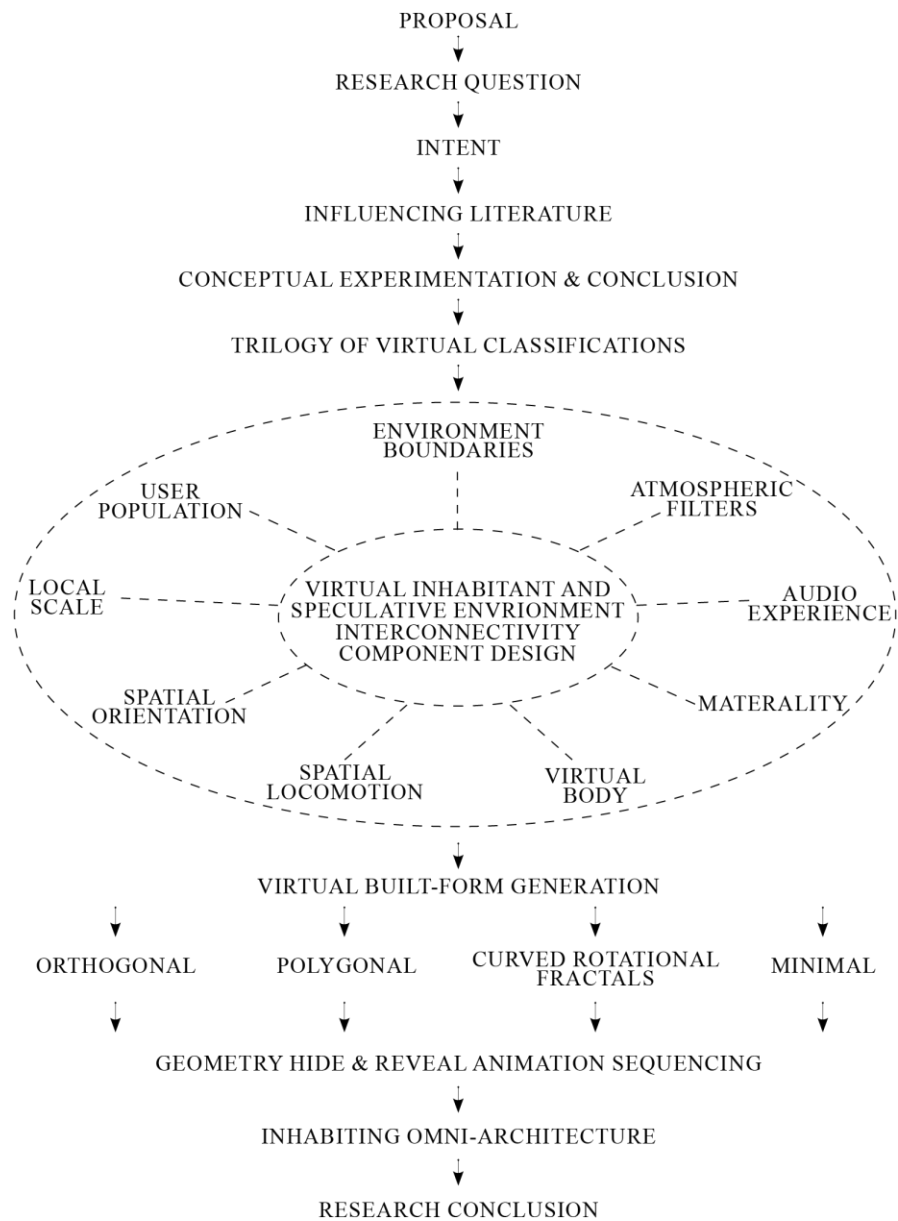 PROPOSAL
RESEARCH QUESTION
INTENT
INFLUENCING LITERATURE
CONCEPTUAL EXPERIMENTATION & CONCLUSION
TRILOGY OF VIRTUAL CLASSIFICATIONS
ENVIRONMENT
BOUNDARIES
USER
POPULATION
ATMOSPHERIC
FILTERS
LOCAL
SCALE
VIRTUAL INHABITANT AND
SPECULATIVE ENVRIONMENT
INTERCONNECTIVITY
COMPONENT DESIGN
AUDIO
EXPERIENCE
SPATIAL
ORIENTATION
MATERALITY
SPATIAL
LOCOMOTION
VIRTUAL
BODY
VIRTUAL BUILT-FORM GENERATION
ORTHOGONAL
POLYGONAL
CURVED ROTATIONAL
FRACTALS
MINIMAL
GEOMETRY HIDE & REVEAL ANIMATION SEQUENCING
INHABITING OMNI-ARCHITECTURE
RESEARCH CONCLUSION